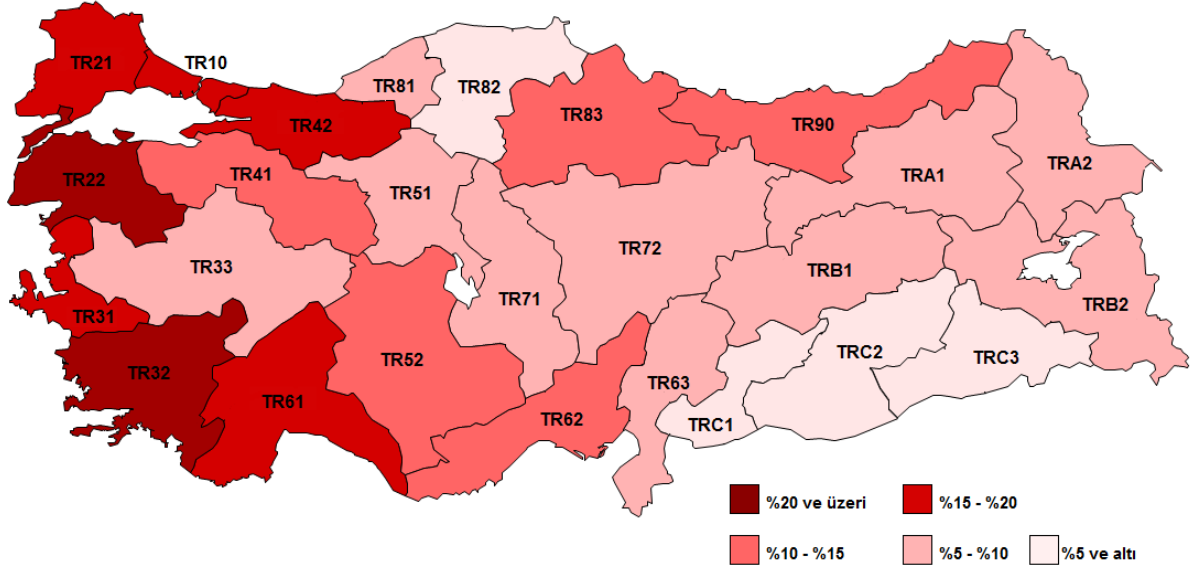 TR21
TR10
TR81
TR82
TR42
TR83
TR90
TR22
TR41
TR51
TRA1
TRA2
TR33
TR72
TRB1
TR71
TRB2
TR31
TR32
TR52
TRC2
TRC3
TR61
TR63
TR62
TRC1
%20 ve üzeri
%15 - %20
%10 - %15
%5 - %10
%5 ve altı